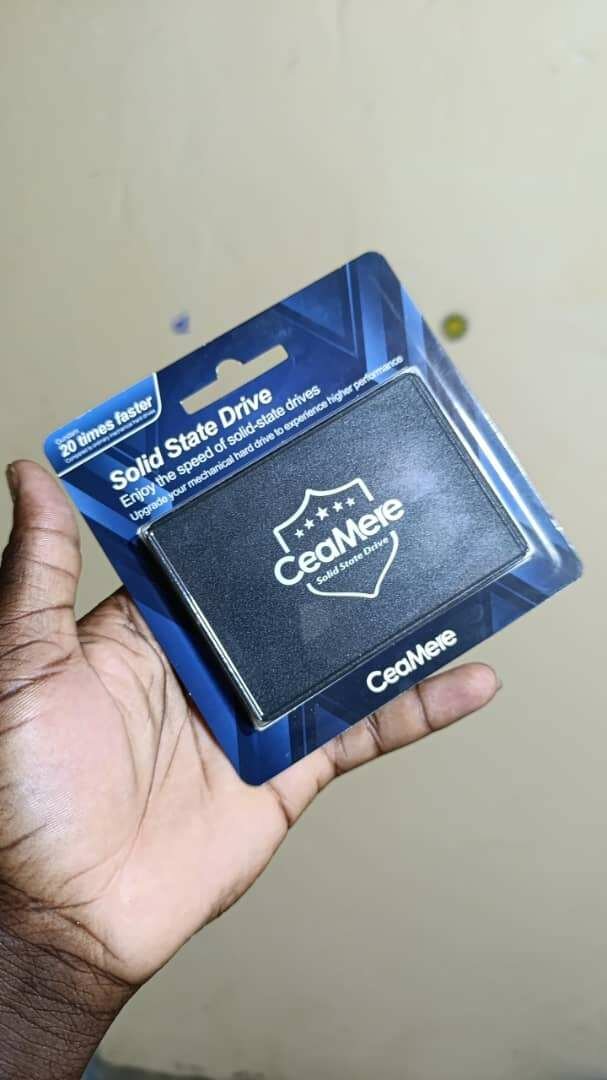 20 times faster
Solid State Drive
Enjoy the speed of solid-state drives
Upgrade your mechanical hard drive to experience higher performance
CeaMere
Solid State Drive
CeaMere